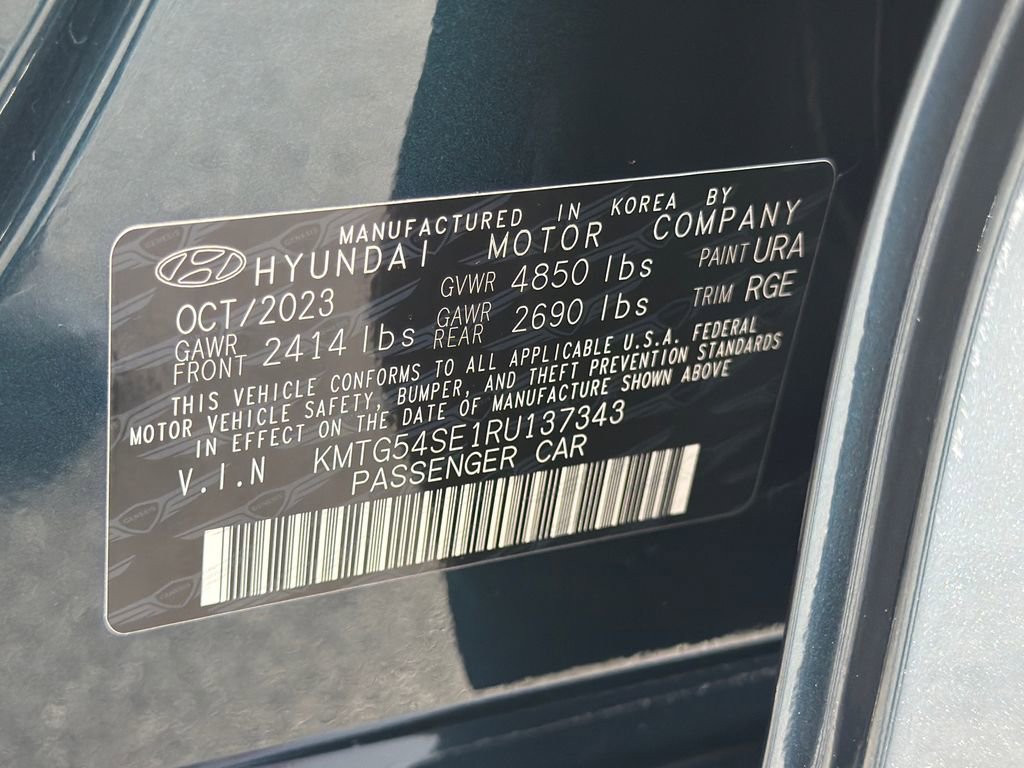 MANUFACTURED IN KOREA BY
HYUNDAI MOTOR COMPANY
OCT/2023 GVWR 4850 lbs PAINT URA
GAWR FRONT 2414 lbs GAWR REAR 2690 lbs TRIM RGE
THIS VEHICLE CONFORMS TO ALL APPLICABLE U.S.A. FEDERAL
MOTOR VEHICLE SAFETY, BUMPER, AND THEFT PREVENTION STANDARDS
IN EFFECT ON THE DATE OF MANUFACTURE SHOWN ABOVE
V.I.N KMTG54SE1RU137343
PASSENGER CAR